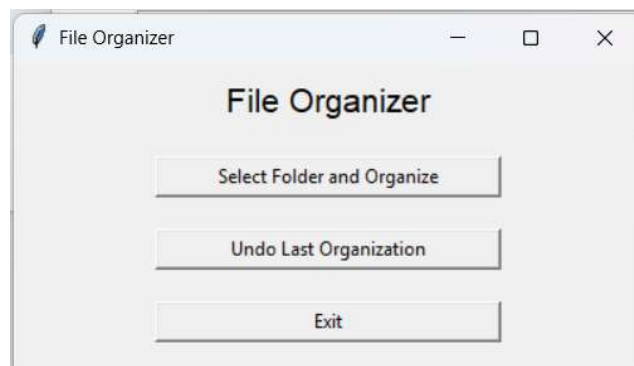 File Organizer
File Organizer
Select Folder and Organize
Undo Last Organization
Exit